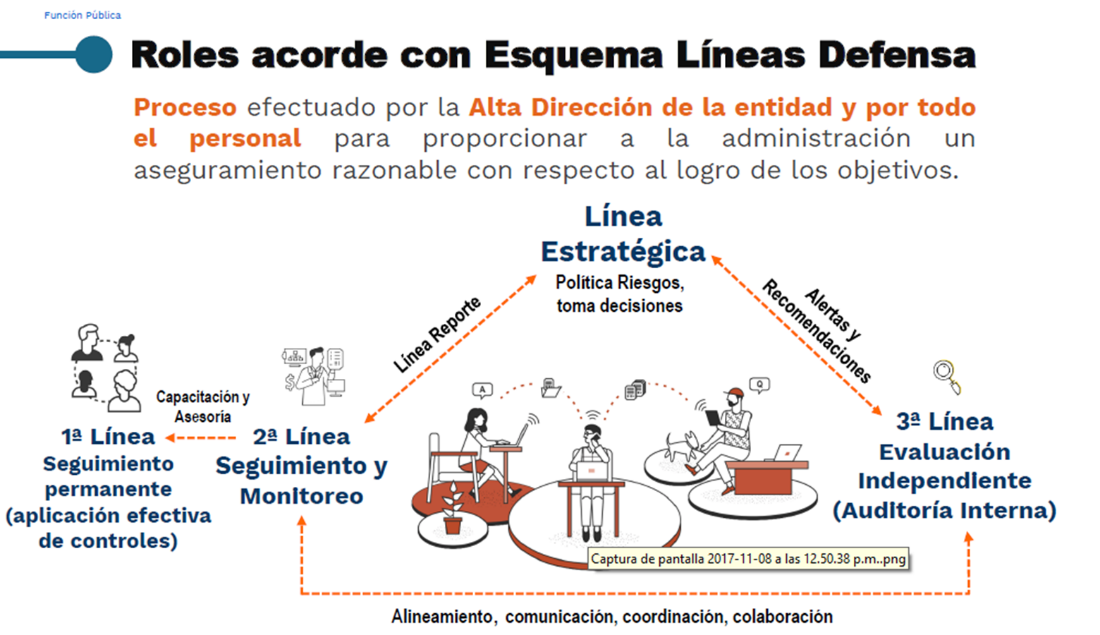 Función Pública
Roles acorde con Esquema Líneas Defensa
Proceso efectuado por la Alta Dirección de la entidad y por todo
el personal para proporcionar a la administración un
aseguramiento razonable con respecto al logro de los objetivos.
Línea
Estratégica
Política Riesgos,
toma decisiones
Línea Reporte
Alertas y
Recomendaciones
Capacitación y
Asesoría
1ª Línea
Seguimiento
permanente
(aplicación efectiva
de controles)
2ª Línea
Seguimiento y
Monitoreo
A
Q
$
3ª Línea
Evaluación
Independiente
(Auditoría Interna)
Captura de pantalla 2017-11-08 a las 12.50.38 p.m..png
Alineamiento, comunicación, coordinación, colaboración